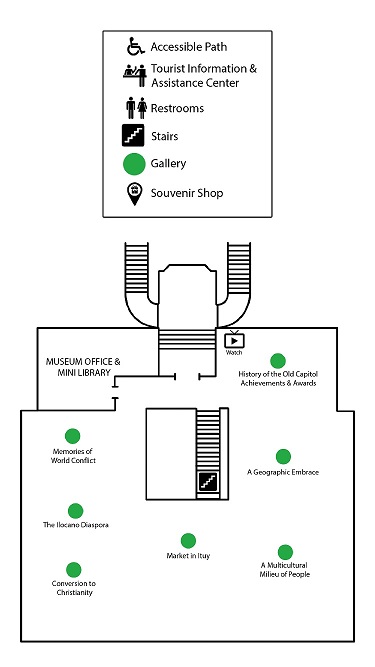 Accessible Path
Tourist Information &
Assistance Center
Restrooms
Stairs
Gallery
Souvenir Shop
MUSEUM OFFICE &
MINI LIBRARY
Watch
History of the Old Capitol
Achievements & Awards
Memories of
World Conflict
A Geographic Embrace
The Ilocano Diaspora
Market in Ituy
A Multicultural
Milieu of People
Conversion to
Christianity